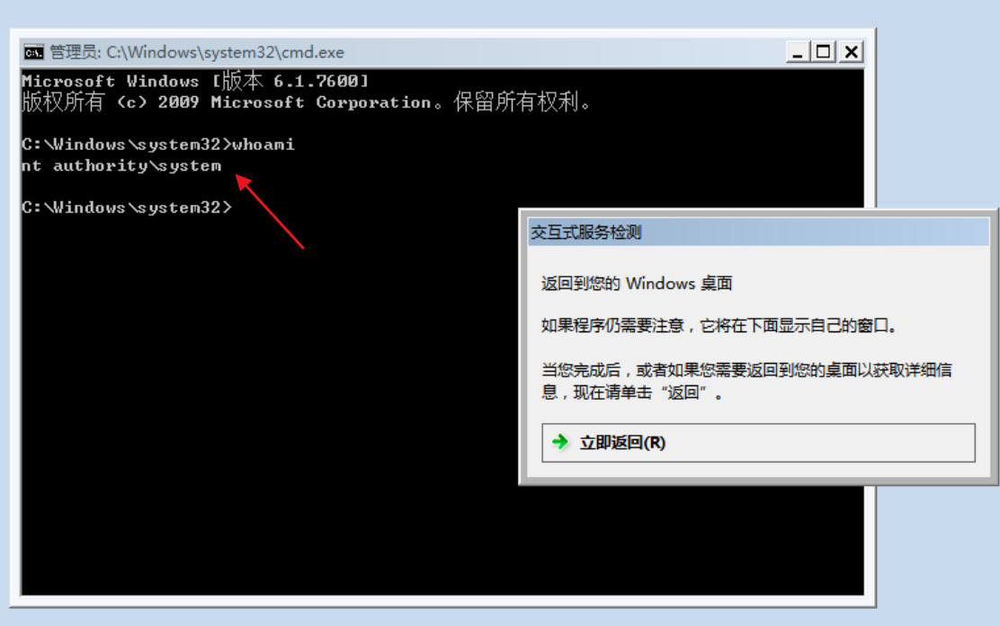 管理员: C:\Windows\system32\cmd.exe
Microsoft Windows [版本 6.1.7600]
版权所有 (c) 2009 Microsoft Corporation。保留所有权利。
C:\Windows\system32>whoami
nt authority\system
C:\Windows\system32>
交互式服务检测
返回到您的 Windows 桌面
如果程序仍需要注意，它将在下面显示自己的窗口。
当您完成后，或者如果您需要返回到您的桌面以获取详细信
息，现在请单击“返回”。
立即返回(R)